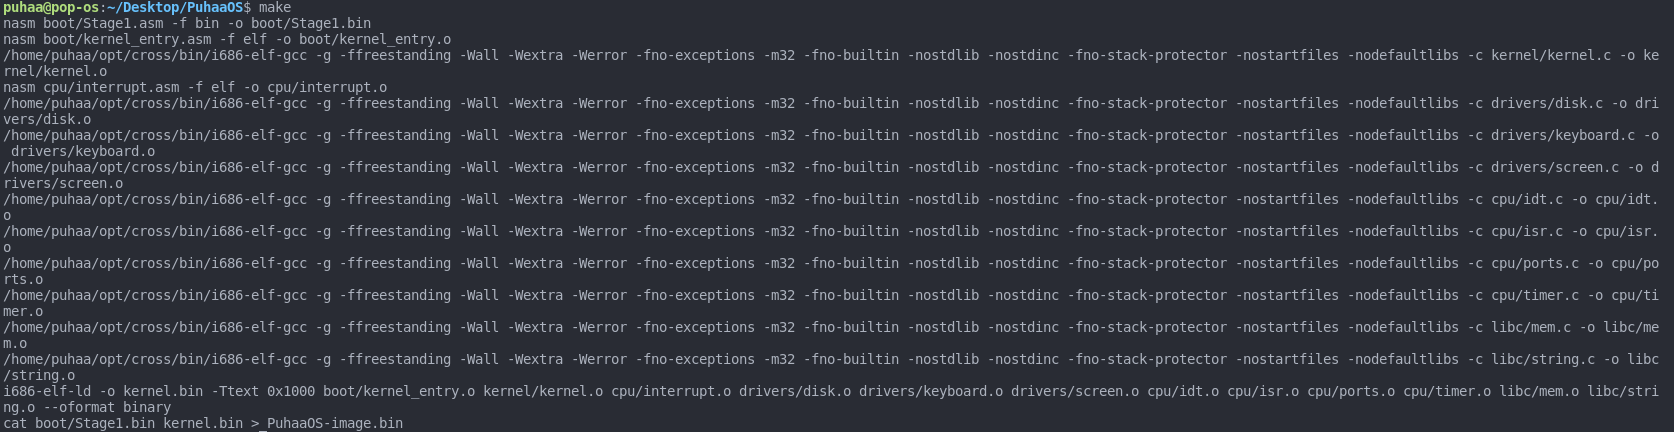 puhaa@pop-os:~/Desktop/PuhaaOS$ make
nasm boot/Stage1.asm -f bin -o boot/Stage1.bin
nasm boot/kernel_entry.asm -f elf -o boot/kernel_entry.o
/home/puhaa/opt/cross/bin/i686-elf-gcc -g -ffreestanding -Wall -Wextra -Werror -fno-exceptions -m32 -fno-builtin -nostdlib -nostdinc -fno-stack-protector -nostartfiles -nodefaultlibs -c kernel/kernel.c -o ke
rnel/kernel.o
nasm cpu/interrupt.asm -f elf -o cpu/interrupt.o
/home/puhaa/opt/cross/bin/i686-elf-gcc -g -ffreestanding -Wall -Wextra -Werror -fno-exceptions -m32 -fno-builtin -nostdlib -nostdinc -fno-stack-protector -nostartfiles -nodefaultlibs -c drivers/disk.c -o dri
vers/disk.o
/home/puhaa/opt/cross/bin/i686-elf-gcc -g -ffreestanding -Wall -Wextra -Werror -fno-exceptions -m32 -fno-builtin -nostdlib -nostdinc -fno-stack-protector -nostartfiles -nodefaultlibs -c drivers/keyboard.c -o
 drivers/keyboard.o
/home/puhaa/opt/cross/bin/i686-elf-gcc -g -ffreestanding -Wall -Wextra -Werror -fno-exceptions -m32 -fno-builtin -nostdlib -nostdinc -fno-stack-protector -nostartfiles -nodefaultlibs -c drivers/screen.c -o d
rivers/screen.o
/home/puhaa/opt/cross/bin/i686-elf-gcc -g -ffreestanding -Wall -Wextra -Werror -fno-exceptions -m32 -fno-builtin -nostdlib -nostdinc -fno-stack-protector -nostartfiles -nodefaultlibs -c cpu/idt.c -o cpu/idt.
o
/home/puhaa/opt/cross/bin/i686-elf-gcc -g -ffreestanding -Wall -Wextra -Werror -fno-exceptions -m32 -fno-builtin -nostdlib -nostdinc -fno-stack-protector -nostartfiles -nodefaultlibs -c cpu/isr.c -o cpu/isr.
o
/home/puhaa/opt/cross/bin/i686-elf-gcc -g -ffreestanding -Wall -Wextra -Werror -fno-exceptions -m32 -fno-builtin -nostdlib -nostdinc -fno-stack-protector -nostartfiles -nodefaultlibs -c cpu/ports.c -o cpu/po
rts.o
/home/puhaa/opt/cross/bin/i686-elf-gcc -g -ffreestanding -Wall -Wextra -Werror -fno-exceptions -m32 -fno-builtin -nostdlib -nostdinc -fno-stack-protector -nostartfiles -nodefaultlibs -c cpu/timer.c -o cpu/ti
mer.o
/home/puhaa/opt/cross/bin/i686-elf-gcc -g -ffreestanding -Wall -Wextra -Werror -fno-exceptions -m32 -fno-builtin -nostdlib -nostdinc -fno-stack-protector -nostartfiles -nodefaultlibs -c libc/mem.c -o libc/me
m.o
/home/puhaa/opt/cross/bin/i686-elf-gcc -g -ffreestanding -Wall -Wextra -Werror -fno-exceptions -m32 -fno-builtin -nostdlib -nostdinc -fno-stack-protector -nostartfiles -nodefaultlibs -c libc/string.c -o libc
/string.o
i686-elf-ld -o kernel.bin -Ttext 0x1000 boot/kernel_entry.o kernel/kernel.o cpu/interrupt.o drivers/disk.o drivers/keyboard.o drivers/screen.o cpu/idt.o cpu/isr.o cpu/ports.o cpu/timer.o libc/mem.o libc/stri
ng.o --oformat binary
cat boot/Stage1.bin kernel.bin > PuhaaOS-image.bin